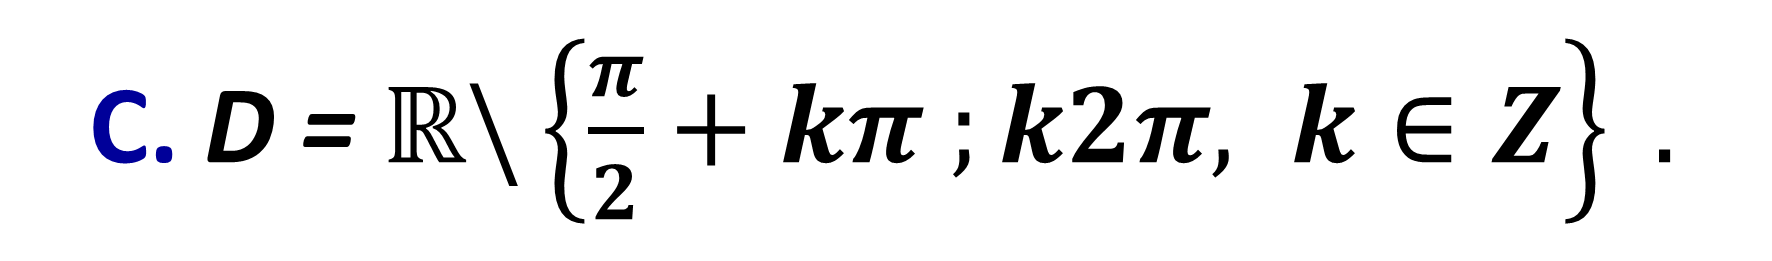 C. D = ℝ\{π/2 + kπ ; k2π, k ∈ Z} .